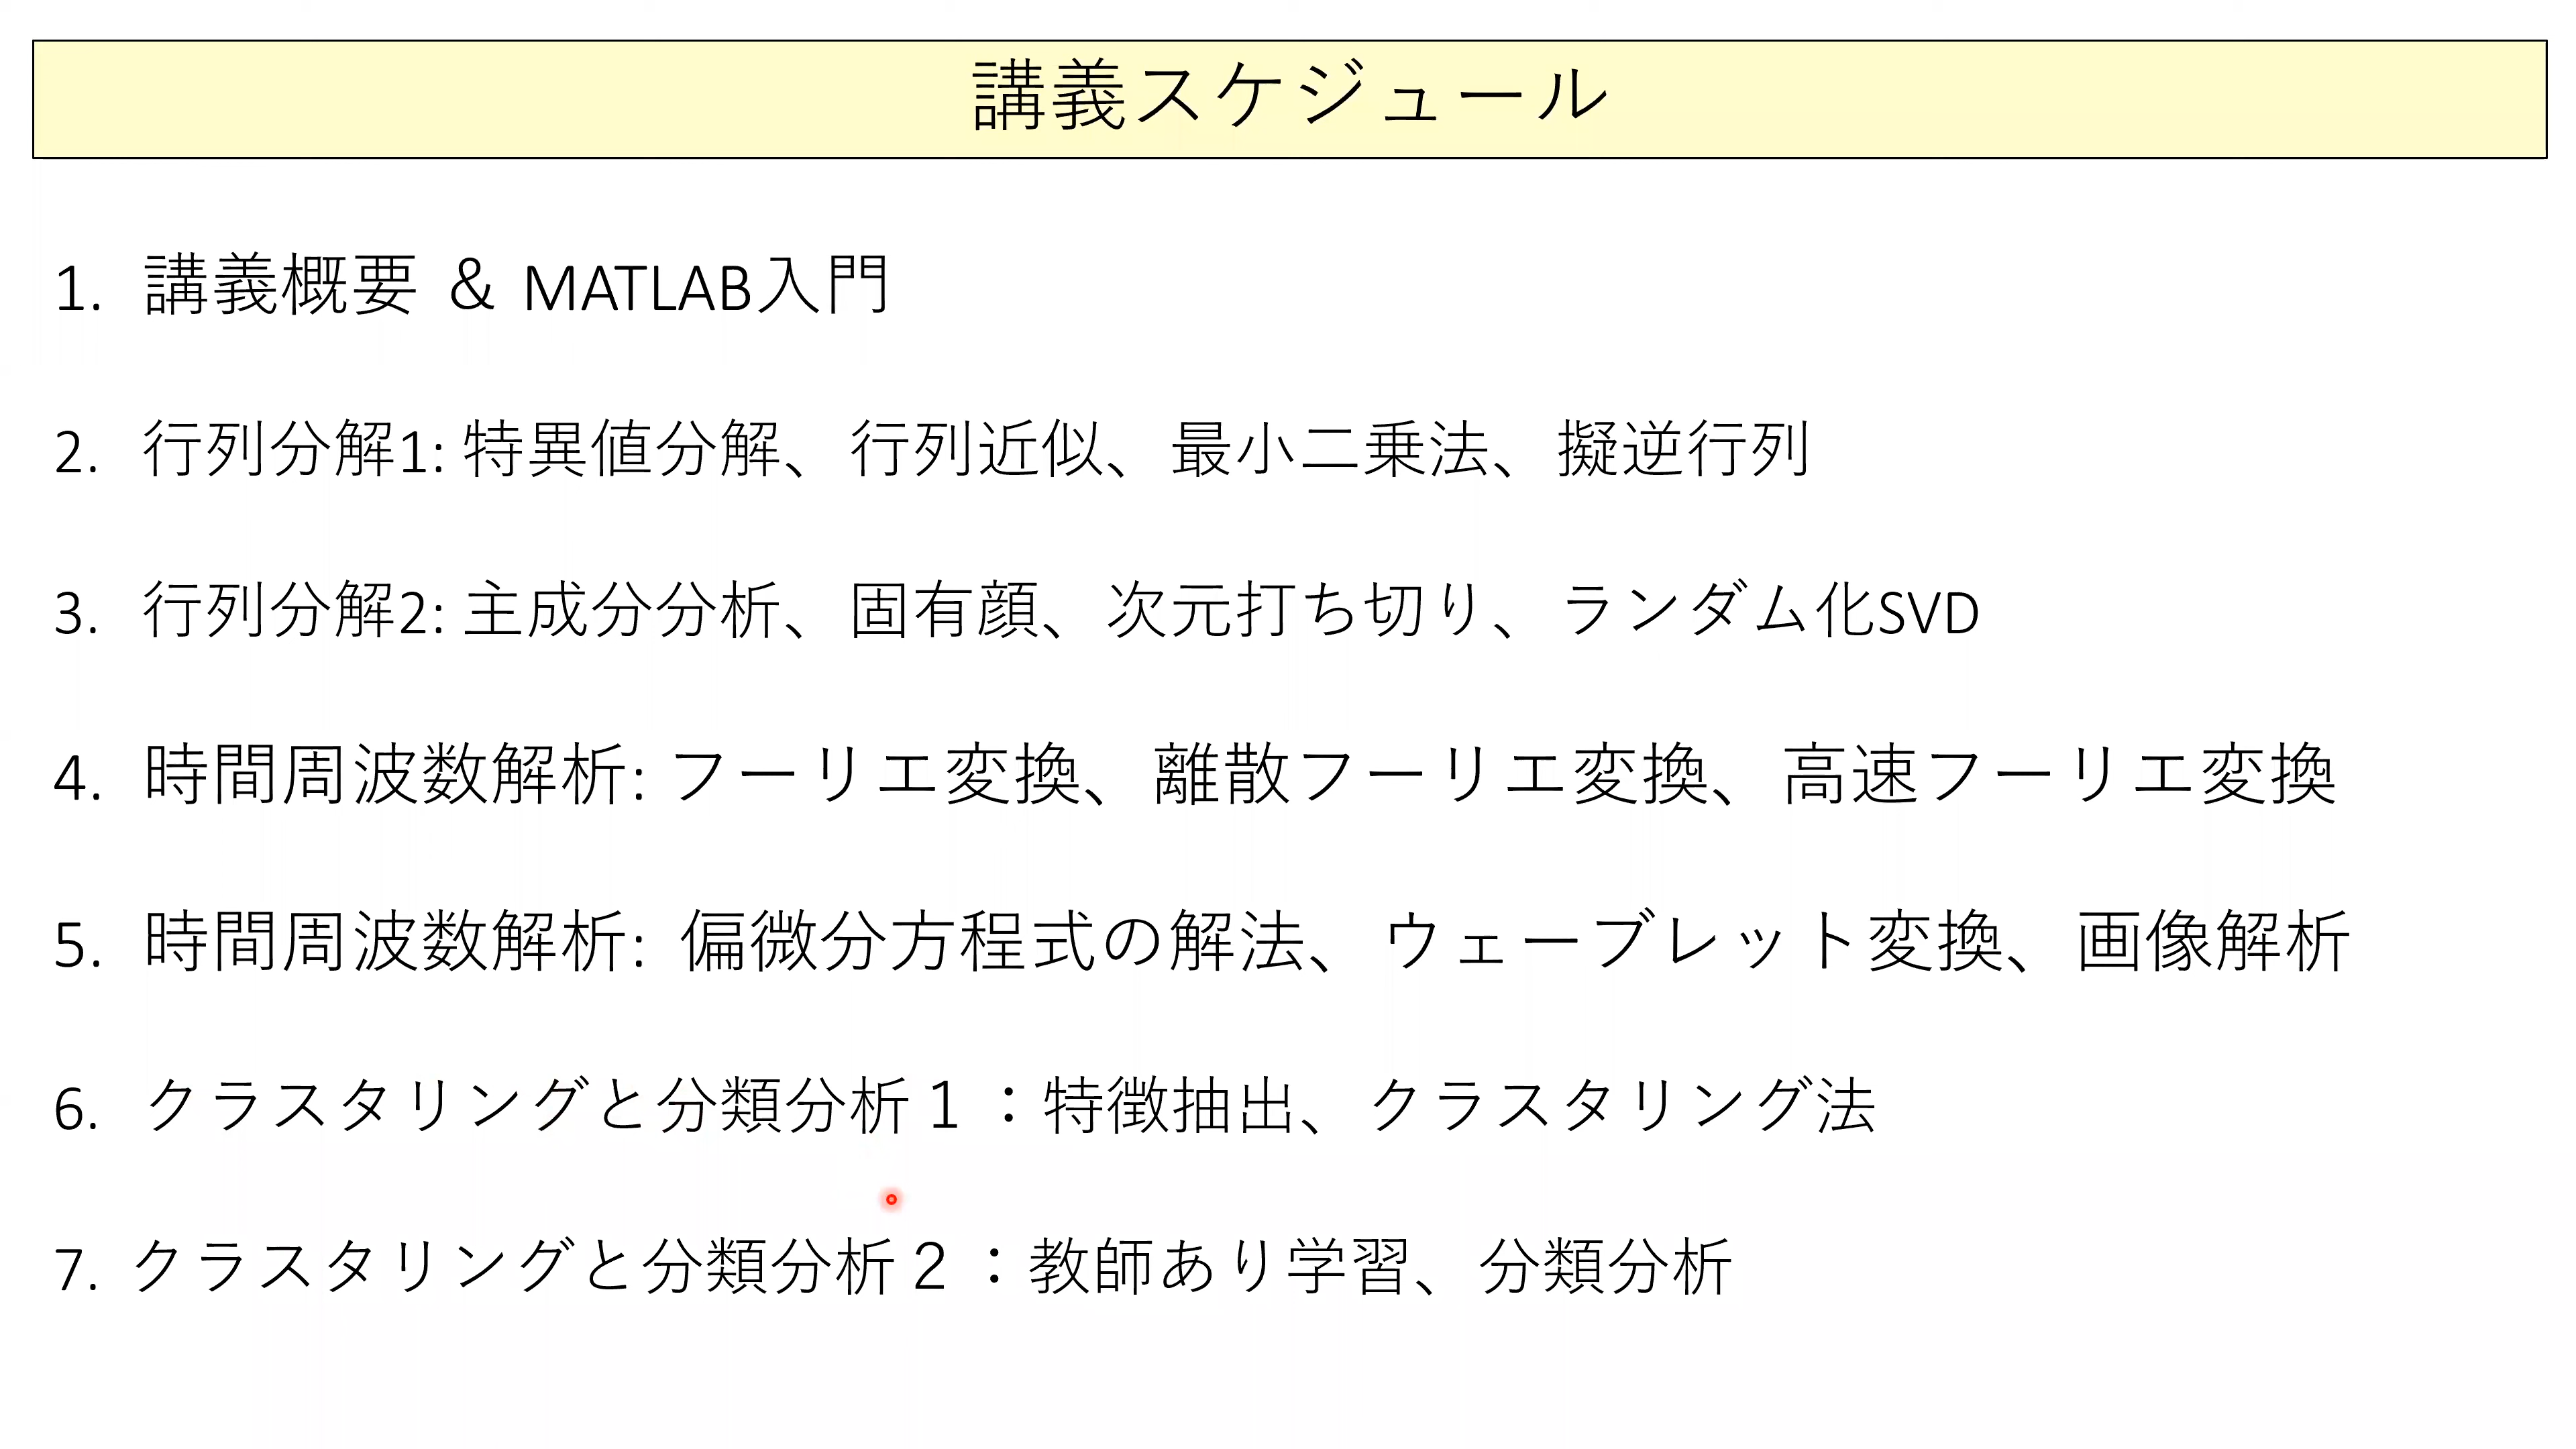 講義スケジュール
1. 講義概要 ＆ MATLAB入門
2. 行列分解1: 特異値分解、行列近似、最小二乗法、擬逆行列
3. 行列分解2: 主成分分析、固有顔、次元打ち切り、ランダム化SVD
4. 時間周波数解析: フーリエ変換、離散フーリエ変換、高速フーリエ変換
5. 時間周波数解析: 偏微分方程式の解法、ウェーブレット変換、画像解析
6. クラスタリングと分類分析１：特徴抽出、クラスタリング法
7. クラスタリングと分類分析２：教師あり学習、分類分析